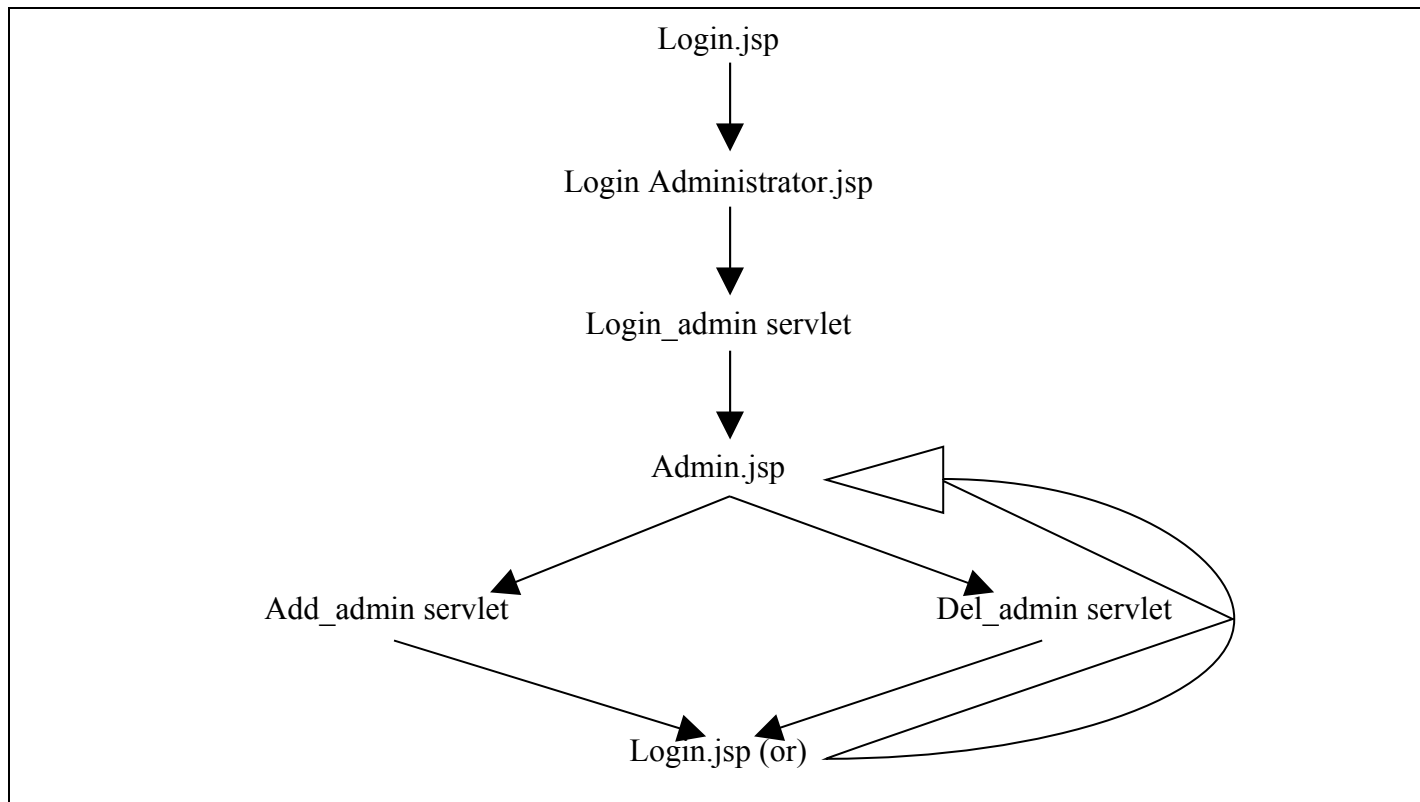 Login.jsp
Login Administrator.jsp
Login_admin servlet
Admin.jsp
Add_admin servlet
Del_admin servlet
Login.jsp (or)